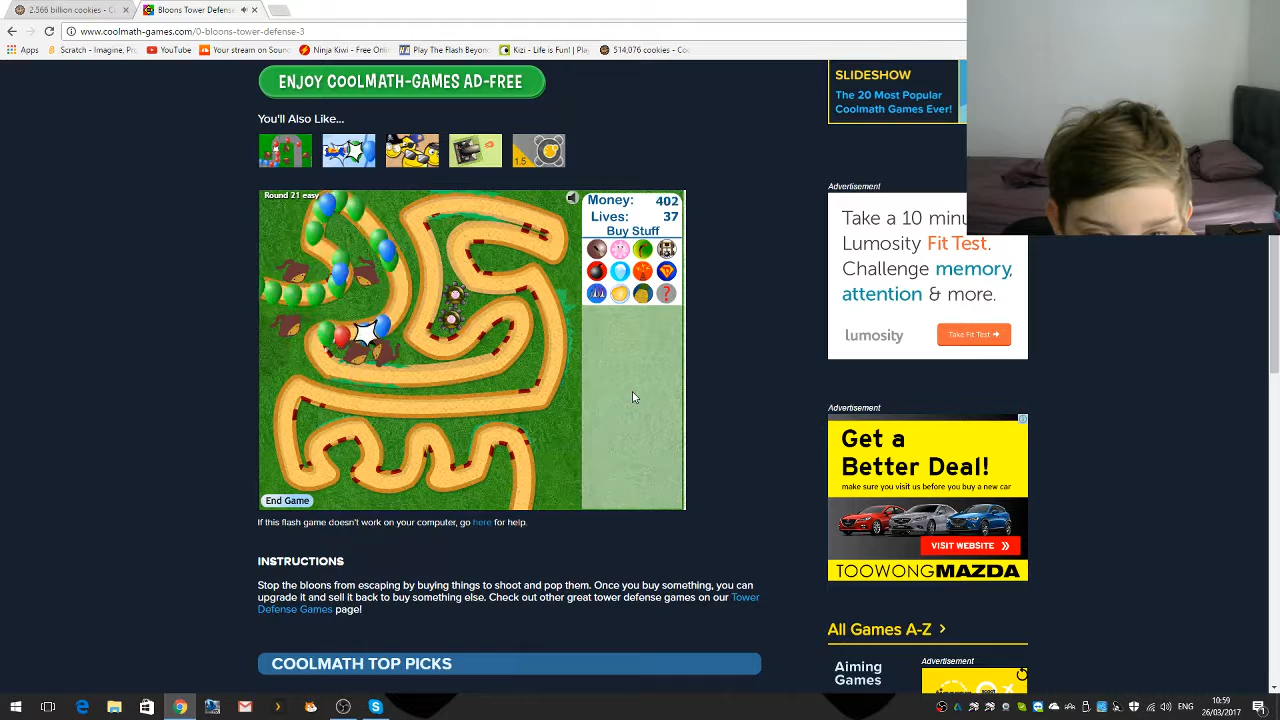 2.566 billion cookies - C
Bloons Tower Defense
www.coolmath-games.com/0-bloons-tower-defense-3
Apps
Scratch - Imagine, Pro
YouTube
Your stream on Soun
Ninja Kiwi - Free Onli
Play The Flash Beyon
Kizi - Life is Fun! | Pla
514,076 cookies - Co
ENJOY COOLMATH-GAMES AD-FREE
You'll Also Like...
1.5
Round 21 easy
Money: 402
Lives: 37
Buy Stuff
?
End Game
If this flash game doesn't work on your computer, go here for help.
INSTRUCTIONS
Stop the bloons from escaping by buying things to shoot and pop them. Once you buy something, you can
upgrade it and sell it back to buy something else. Check out other great tower defense games on our Tower
Defense Games page!
COOLMATH TOP PICKS
SLIDESHOW
The 20 Most Popular
Coolmath Games Ever!
Advertisement
Take a 10
Lumosity Fit Test.
Challenge memory,
attention & more.
lumosity
Take Fit Test
Advertisement
Get a
Better Deal!
make sure you visit us before you buy a new car
VISIT WEBSITE
TOOWONG MAZDA
All Games A-Z >
Aiming
Games
Advertisement
10:59
26/03/2017